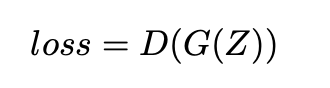 loss = D(G(Z))